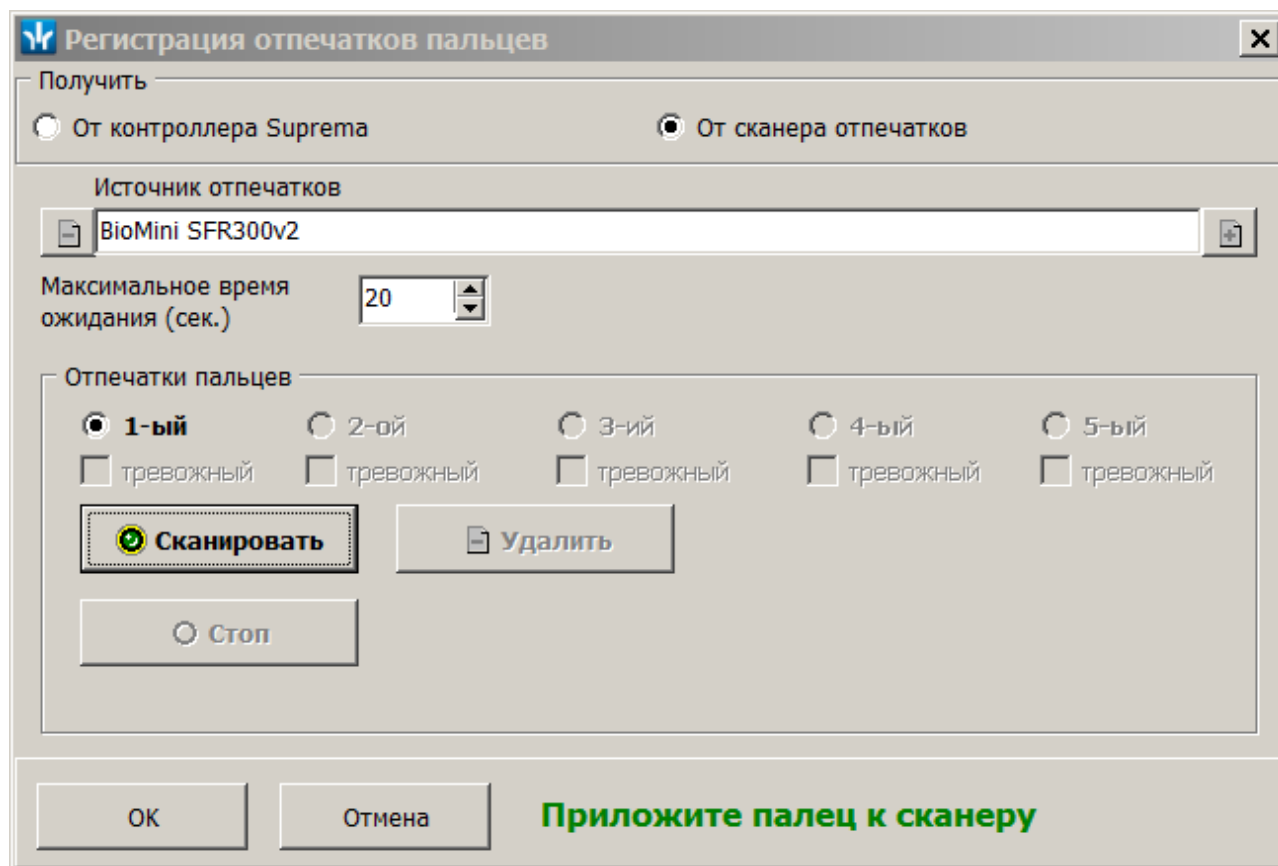 Регистрация отпечатков пальцев
Получить
От контроллера Suprema
От сканера отпечатков
Источник отпечатков
BioMini SFR300v2
Максимальное время
ожидания (сек.)
20
Отпечатки пальцев
1-ый 2-ой 3-ий 4-ый 5-ый
тревожный тревожный тревожный тревожный тревожный
Сканировать Удалить
Стоп
ОК Отмена Приложите палец к сканеру